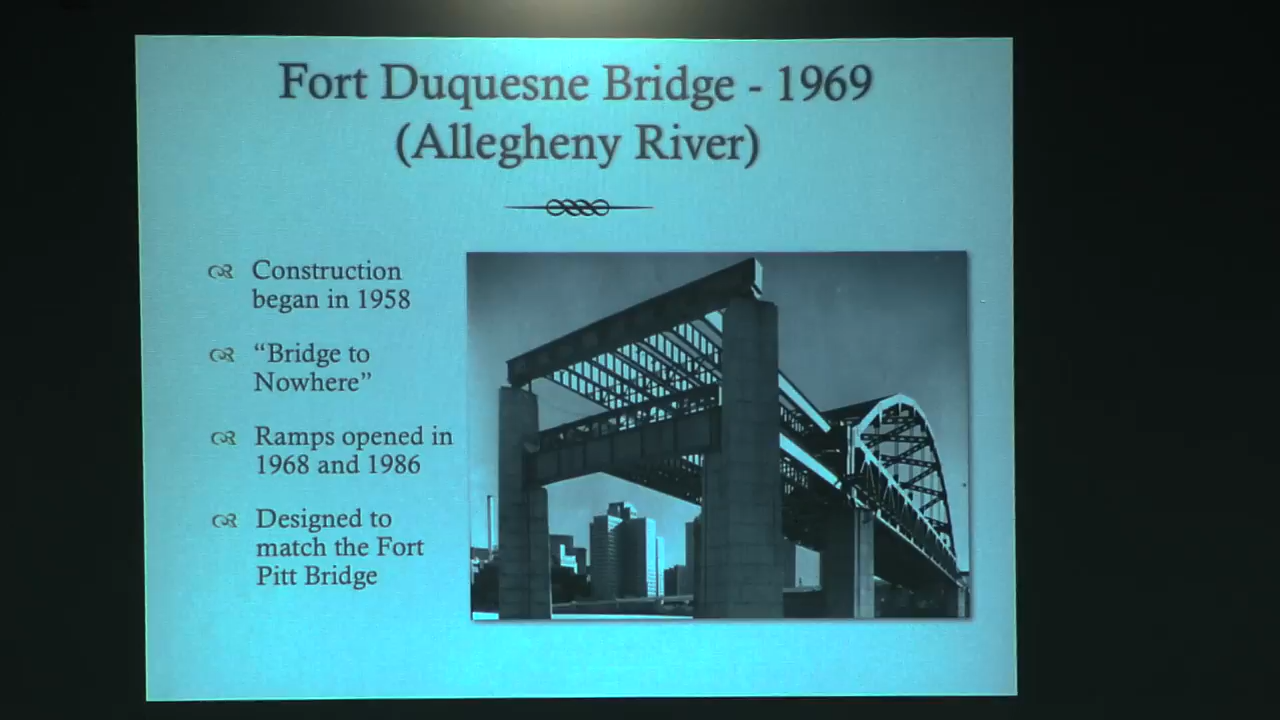 Fort Duquesne Bridge - 1969
(Allegheny River)
Construction
began in 1958
“Bridge to
Nowhere”
Ramps opened in
1968 and 1986
Designed to
match the Fort
Pitt Bridge